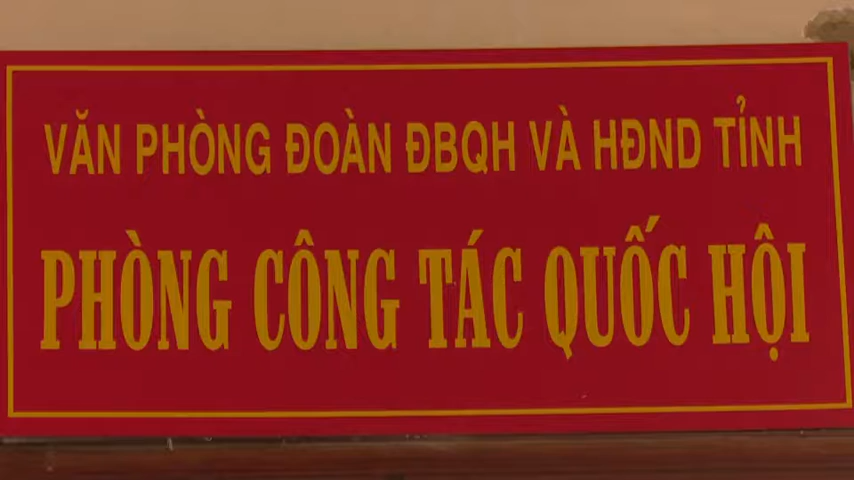 VĂN PHÒNG ĐOÀN ĐBQH VÀ HĐND TỈNH
PHÒNG CÔNG TÁC QUỐC HỘI